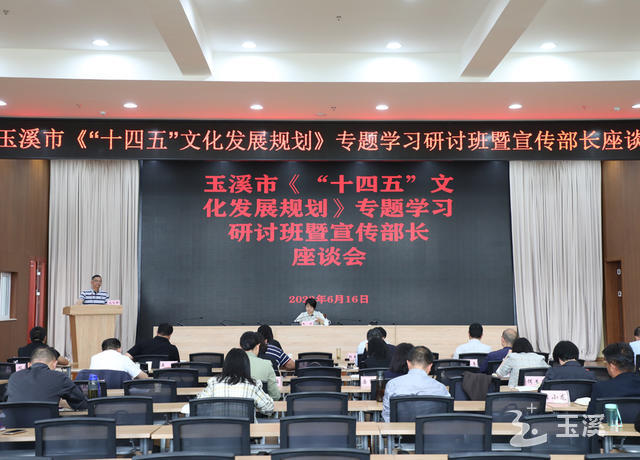 玉溪市《“十四五”文化发展规划》专题学习研讨班暨宣传部长座谈
玉溪市《 “十四五”文
化发展规划》专题学习
研讨班暨宣传部长
座谈会
玉溪